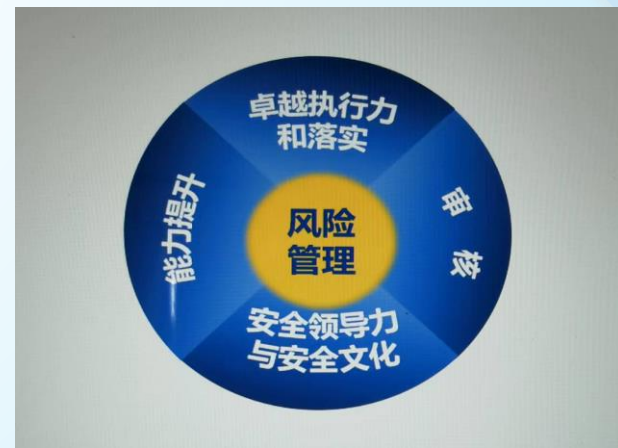 卓越执行力
和落实
能力提升
风险
管理
审核
安全领导力
与安全文化